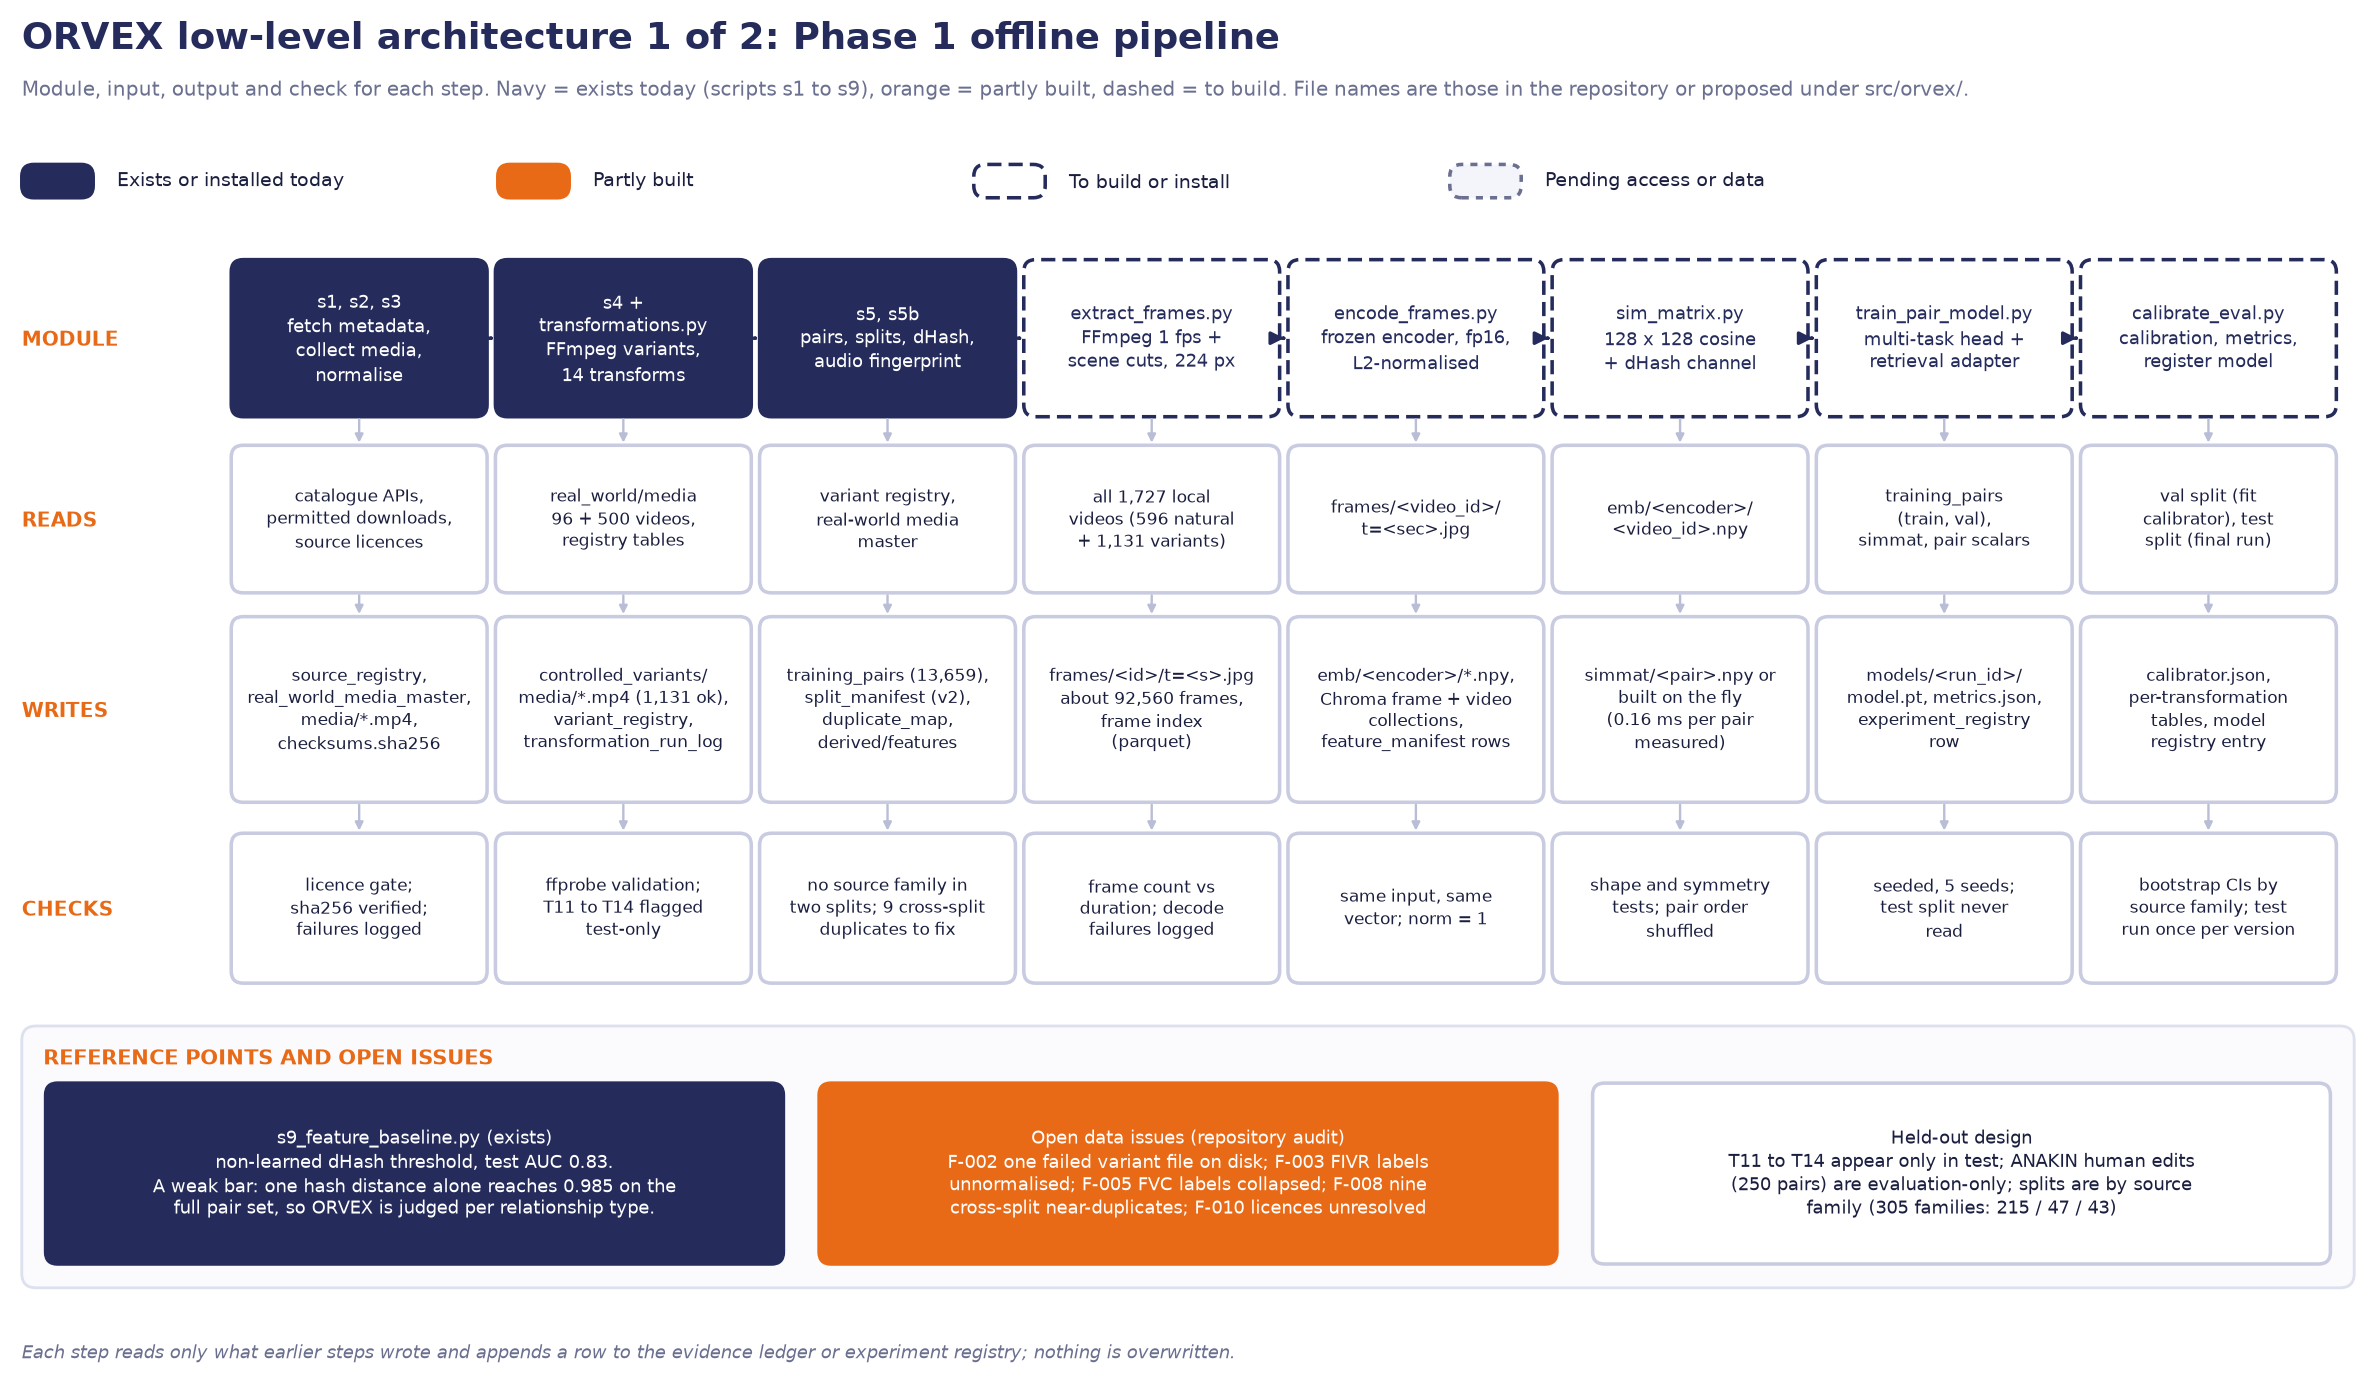 ORVEX low-level architecture 1 of 2: Phase 1 offline pipeline
Module, input, output and check for each step. Navy = exists today (scripts s1 to s9), orange = partly built, dashed = to build. File names are those in the repository or proposed under src/orvex/.
Exists or installed today
Partly built
To build or install
Pending access or data
MODULE
s1, s2, s3
fetch metadata,
collect media,
normalise
s4 +
transformations.py
FFmpeg variants,
14 transforms
s5, s5b
pairs, splits, dHash,
audio fingerprint
extract_frames.py
FFmpeg 1 fps +
scene cuts, 224 px
encode_frames.py
frozen encoder, fp16,
L2-normalised
sim_matrix.py
128 x 128 cosine
+ dHash channel
train_pair_model.py
multi-task head +
retrieval adapter
calibrate_eval.py
calibration, metrics,
register model
READS
catalogue APIs,
permitted downloads,
source licences
real_world/media
96 + 500 videos,
registry tables
variant registry,
real-world media
master
all 1,727 local
videos (596 natural
+ 1,131 variants)
frames/<video_id>/
t=<sec>.jpg
emb/<encoder>/
<video_id>.npy
training_pairs
(train, val),
simmat, pair scalars
val split (fit
calibrator), test
split (final run)
WRITES
source_registry,
real_world_media_master,
media/*.mp4,
checksums.sha256
controlled_variants/
media/*.mp4 (1,131 ok),
variant_registry,
transformation_run_log
training_pairs (13,659),
split_manifest (v2),
duplicate_map,
derived/features
frames/<id>/t=<s>.jpg
about 92,560 frames,
frame index
(parquet)
emb/<encoder>/*.npy,
Chroma frame + video
collections,
feature_manifest rows
simmat/<pair>.npy or
built on the fly
(0.16 ms per pair
measured)
models/<run_id>/
model.pt, metrics.json,
experiment_registry
row
calibrator.json,
per-transformation
tables, model
registry entry
CHECKS
licence gate;
sha256 verified;
failures logged
ffprobe validation;
T11 to T14 flagged
test-only
no source family in
two splits; 9 cross-split
duplicates to fix
frame count vs
duration; decode
failures logged
same input, same
vector; norm = 1
shape and symmetry
tests; pair order
shuffled
seeded, 5 seeds;
test split never
read
bootstrap CIs by
source family; test
run once per version
REFERENCE POINTS AND OPEN ISSUES
s9_feature_baseline.py (exists)
non-learned dHash threshold, test AUC 0.83.
A weak bar: one hash distance alone reaches 0.985 on the
full pair set, so ORVEX is judged per relationship type.
Open data issues (repository audit)
F-002 one failed variant file on disk; F-003 FIVR labels
unnormalised; F-005 FVC labels collapsed; F-008 nine
cross-split near-duplicates; F-010 licences unresolved
Held-out design
T11 to T14 appear only in test; ANAKIN human edits
(250 pairs) are evaluation-only; splits are by source
family (305 families: 215 / 47 / 43)
Each step reads only what earlier steps wrote and appends a row to the evidence ledger or experiment registry; nothing is overwritten.